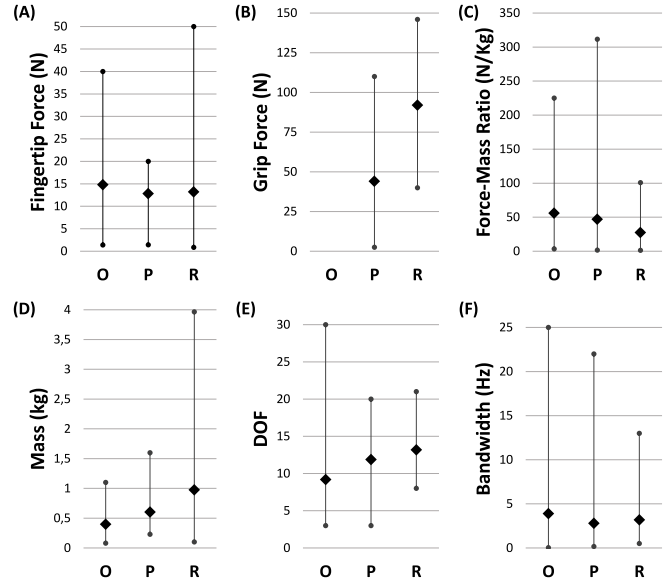 (A)
Fingertip Force (N)
50
45
40
35
30
25
20
15
10
5
0
O P R
(B)
Grip Force (N)
150
125
100
75
50
25
0
O P R
(C)
Force-Mass Ratio (N/Kg)
350
300
250
200
150
100
50
0
O P R
(D)
Mass (kg)
4
3,5
3
2,5
2
1,5
1
0,5
0
O P R
(E)
DOF
30
25
20
15
10
5
0
O P R
(F)
Bandwidth (Hz)
25
20
15
10
5
0
O P R